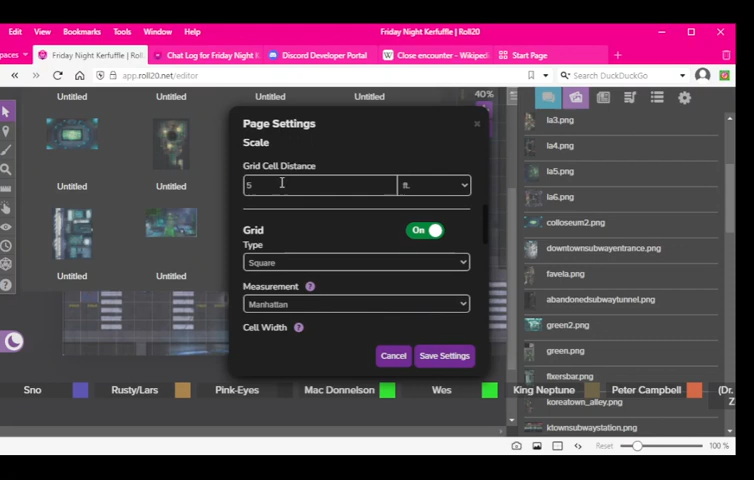 Edit View Bookmarks Tools Window Help
Friday Night Kerfuffle | Roll20
paces Friday Night Kerfuffle | Roll20 Chat Log for Friday Night K Discord Developer Portal Close encounter - Wikiped Start Page
app.roll20.net/editor
Search DuckDuckGo
Untitled Untitled Untitled Untitled
40%
Page Settings
Scale
Grid Cell Distance
5 ft.
Grid On
Type
Square
Measurement
Manhattan
Cell Width
Cancel Save Settings
Untitled Untitled
Untitled Untitled
la3.png
la4.png
la5.png
la6.png
colloseum2.png
downtownsubwayentrance.png
favela.png
abandonedsubwaytunnel.png
green2.png
green.png
fixersbar.png
koreatown_alley.png
ktownsubwaystation.png
Sno Rusty/Lars Pink-Eyes Mac Donnelson Wes King Neptune Peter Campbell (Dr.
Z
Reset 100 %